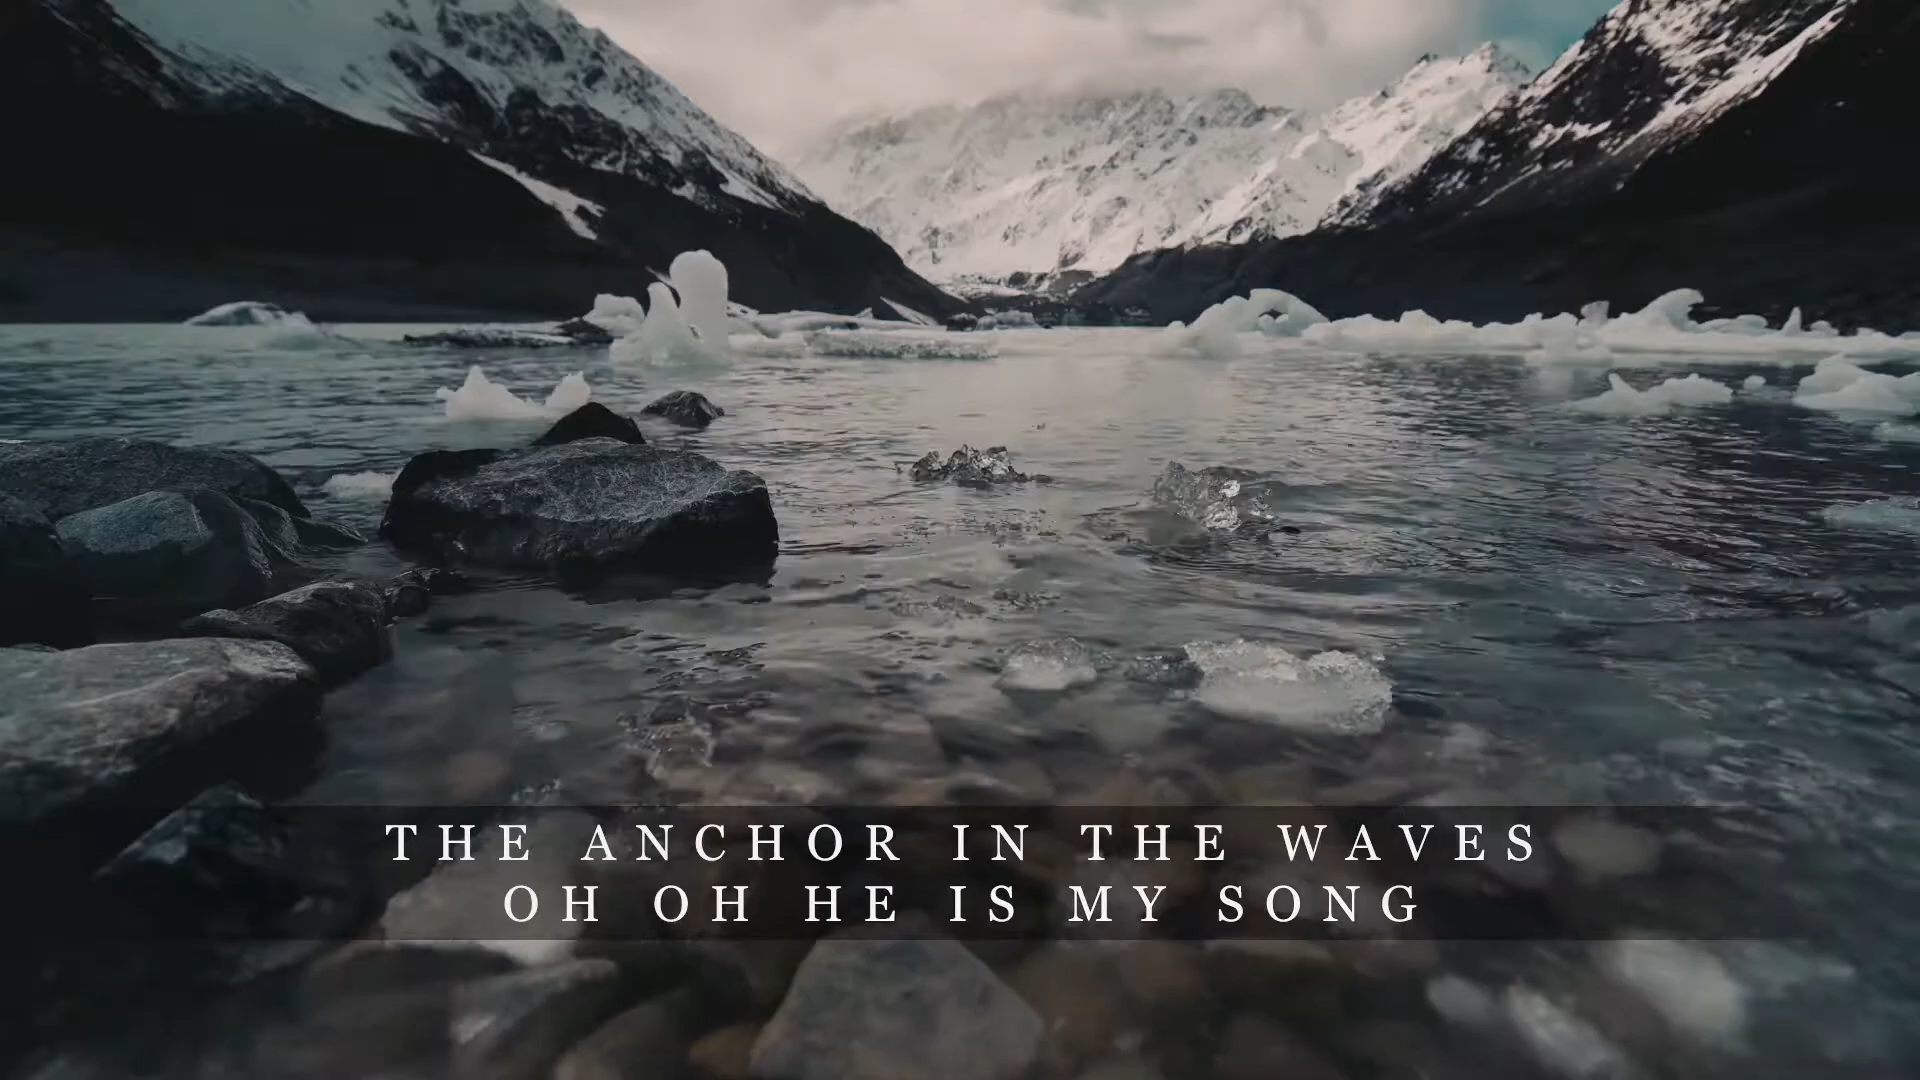 THE ANCHOR IN THE WAVES
OH OH HE IS MY SONG